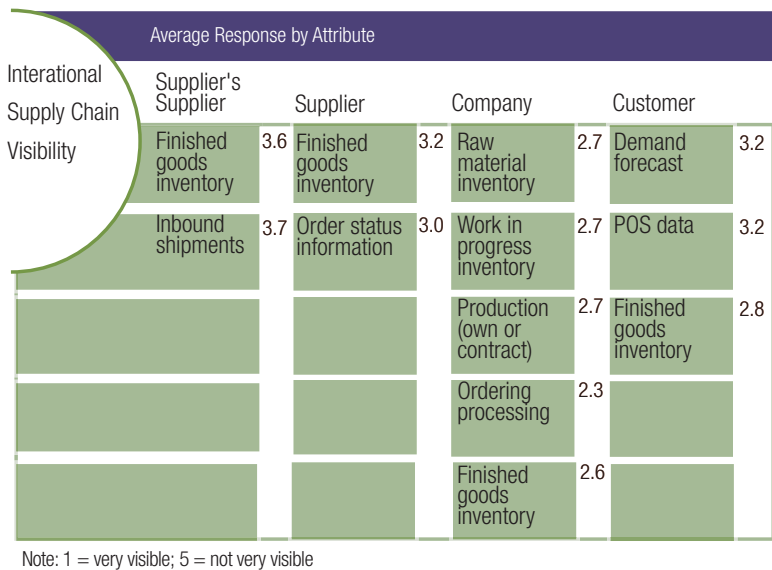 Average Response by Attribute
Interational
Supply Chain
Visibility
Supplier's
Supplier
Supplier
Company
Customer
Finished
goods
inventory
3.6
Finished
goods
inventory
3.2
Raw
material
inventory
2.7
Demand
forecast
3.2
Inbound
shipments
3.7
Order status
information
3.0
Work in
progress
inventory
2.7
POS data
3.2
Production
(own or
contract)
2.7
Finished
goods
inventory
2.8
Ordering
processing
2.3
Finished
goods
inventory
2.6
Note: 1 = very visible; 5 = not very visible